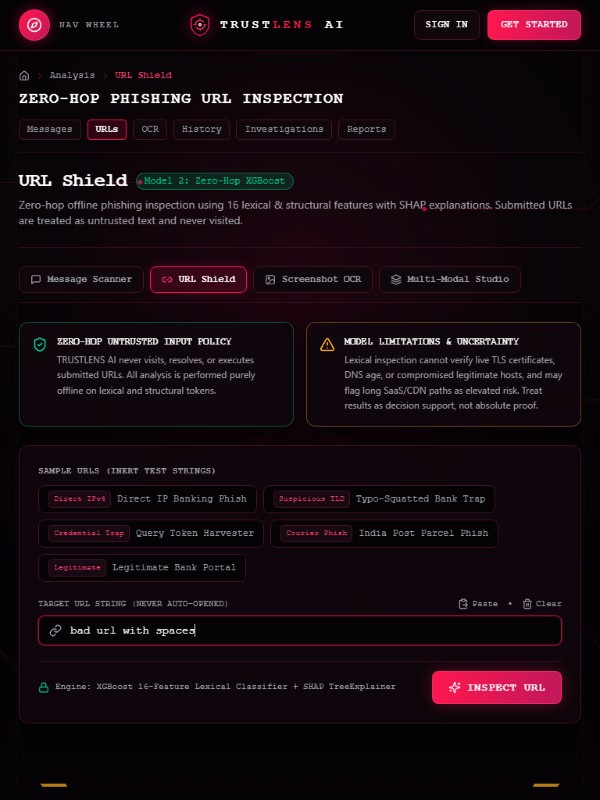 NAV WHEEL
TRUSTLENS AI
SIGN IN
GET STARTED
Analysis > URL Shield
ZERO-HOP PHISHING URL INSPECTION
Messages URLs OCR History Investigations Reports
URL Shield Model 2: Zero-Hop XGBoost
Zero-hop offline phishing inspection using 16 lexical & structural features with SHAP explanations. Submitted URLs
are treated as untrusted text and never visited.
Message Scanner URL Shield Screenshot OCR Multi-Modal Studio
ZERO-HOP UNTRUSTED INPUT POLICY
TRUSTLENS AI never visits, resolves, or executes
submitted URLs. All analysis is performed purely
offline on lexical and structural tokens.
MODEL LIMITATIONS & UNCERTAINTY
Lexical inspection cannot verify live TLS certificates,
DNS age, or compromised legitimate hosts, and may
flag long SaaS/CDN paths as elevated risk. Treat
results as decision support, not absolute proof.
SAMPLE URLS (INERT TEST STRINGS)
Direct IPv4 Direct IP Banking Phish
Suspicious TLD Typo-Squatted Bank Trap
Credential Trap Query Token Harvester
Courier Phish India Post Parcel Phish
Legitimate Legitimate Bank Portal
TARGET URL STRING (NEVER AUTO-OPENED)
Paste • Clear
bad url with spaces
Engine: XGBoost 16-Feature Lexical Classifier + SHAP TreeExplainer
INSPECT URL